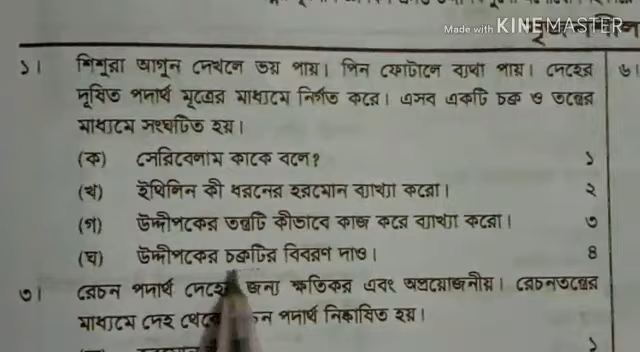 Made with KINEMASTER
১। শিশুরা আগুন দেখলে ভয় পায়। পিন ফোটালে ব্যথা পায়। দেহের ৬।
দূষিত পদার্থ মূত্রের মাধ্যমে নির্গত করে। এসব একটি চক্র ও তন্ত্রের
মাধ্যমে সংঘটিত হয়।
(ক) সেরিবেলাম কাকে বলে? ১
(খ) ইথিলিন কী ধরনের হরমোন ব্যাখ্যা করো। ২
(গ) উদ্দীপকের তন্ত্রটি কীভাবে কাজ করে ব্যাখ্যা করো। ৩
(ঘ) উদ্দীপকের চক্রটির বিবরণ দাও। ৪
৩। রেচন পদার্থ দেহের জন্য ক্ষতিকর এবং অপ্রয়োজনীয়। রেচনতন্ত্রের
মাধ্যমে দেহ থেকে পদার্থ নিষ্কাষিত হয়।
১